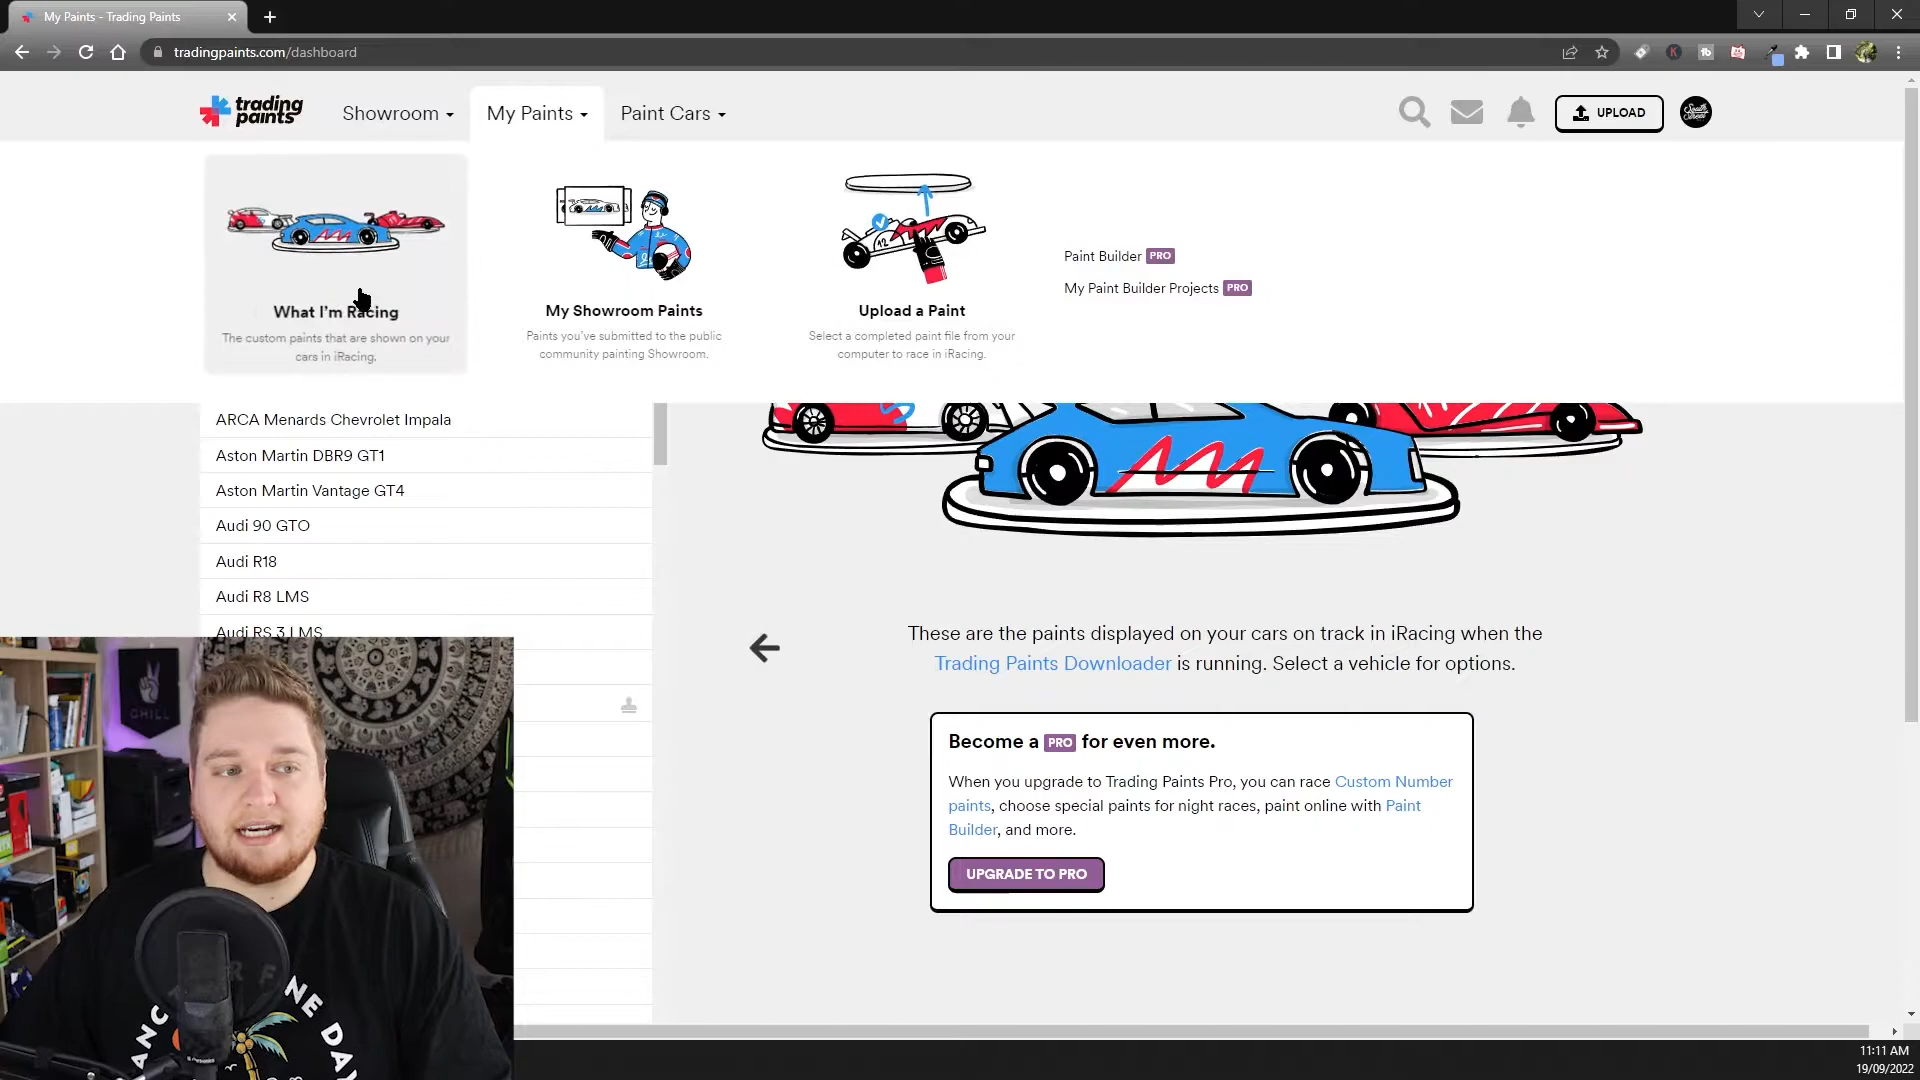 My Paints - Trading Paints
tradingpaints.com/dashboard
trading paints
Showroom
My Paints
Paint Cars
UPLOAD
What I'm Racing
The custom paints that are shown on your
cars in iRacing.
My Showroom Paints
Paints you've submitted to the public
community painting Showroom.
Upload a Paint
Select a completed paint file from your
computer to race in iRacing.
Paint Builder PRO
My Paint Builder Projects PRO
ARCA Menards Chevrolet Impala
Aston Martin DBR9 GT1
Aston Martin Vantage GT4
Audi 90 GTO
Audi R18
Audi R8 LMS
Audi RS 3 LMS
These are the paints displayed on your cars on track in iRacing when the
Trading Paints Downloader is running. Select a vehicle for options.
Become a PRO for even more.
When you upgrade to Trading Paints Pro, you can race Custom Number
paints, choose special paints for night races, paint online with Paint
Builder, and more.
UPGRADE TO PRO
CHILL
NE DA
11:11 AM
19/09/2022